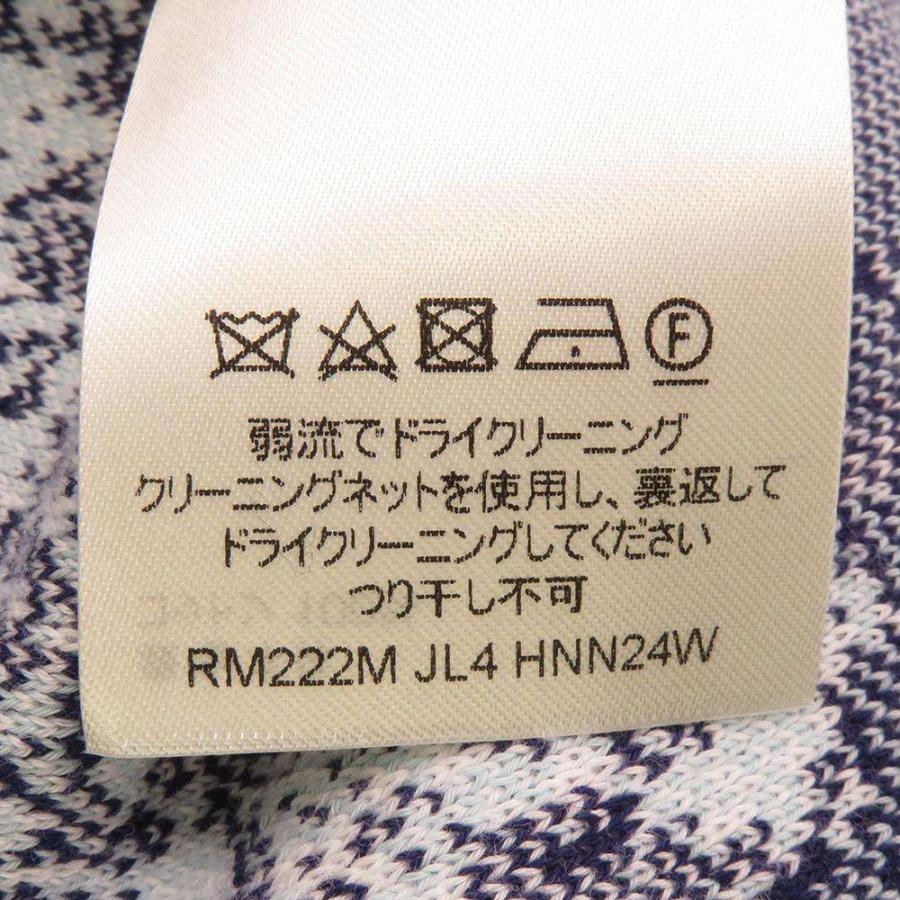 F
弱流でドライクリーニング
クリーニングネットを使用し、裏返して
ドライクリーニングしてください
つり干し不可
RM222M JL4 HNN24W